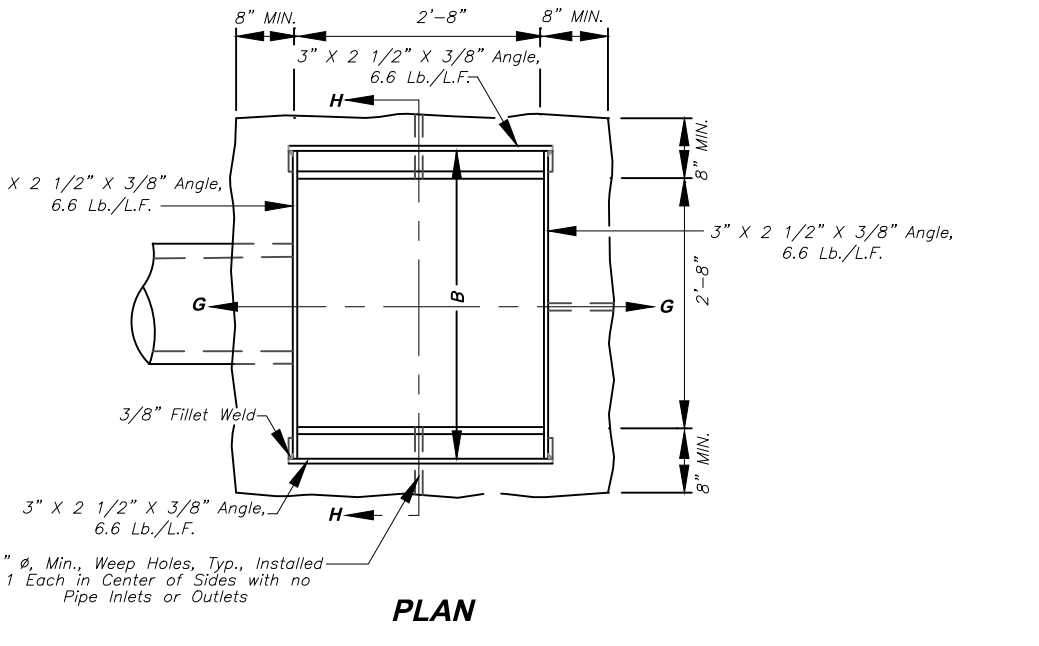 8" MIN.
2'-8"
8" MIN.
3" X 2 1/2" X 3/8" Angle,
6.6 Lb./L.F.
H
8" MIN.
X 2 1/2" X 3/8" Angle,
6.6 Lb./L.F.
3" X 2 1/2" X 3/8" Angle,
6.6 Lb./L.F.
2'-8"
B
G
G
3/8" Fillet Weld
8" MIN.
3" X 2 1/2" X 3/8" Angle,
6.6 Lb./L.F.
H
" ø, Min., Weep Holes, Typ., Installed
1 Each in Center of Sides with no
Pipe Inlets or Outlets
PLAN